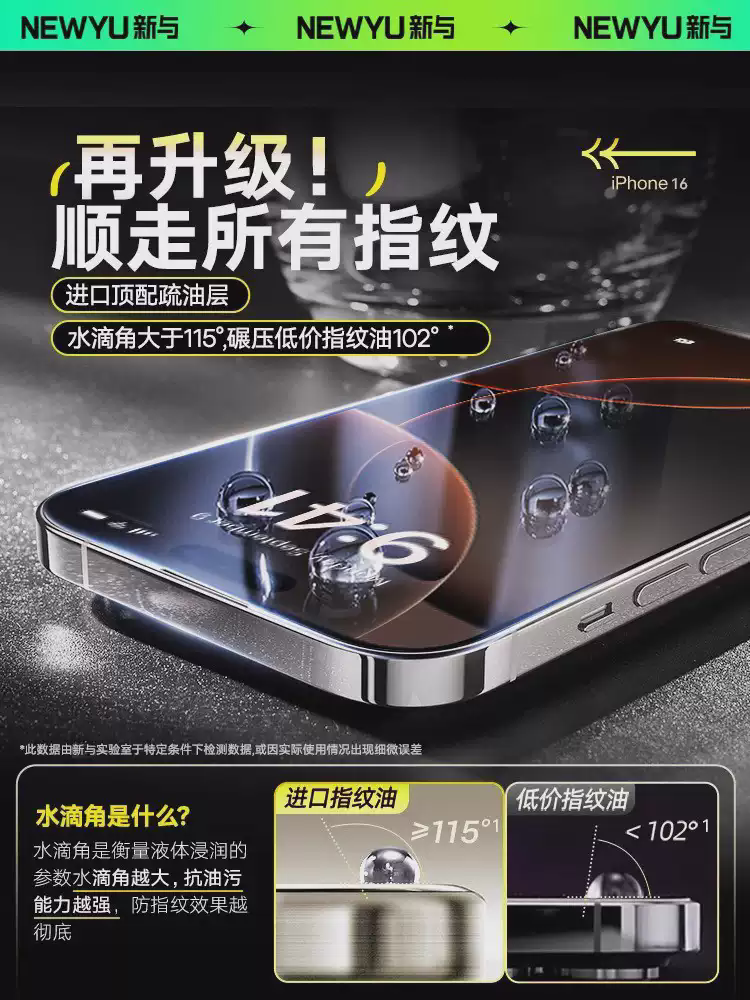 NEWYU新与 NEWYU新与 NEWYU新与
再升级!
iPhone 16
顺走所有指纹
进口顶配疏油层
水滴角大于115°,碾压低价指纹油102°*
9:41
*此数据由新与实验室于特定条件下检测数据,或因实际使用情况出现细微误差
水滴角是什么?
水滴角是衡量液体浸润的
参数水滴角越大,抗油污
能力越强,防指纹效果越
彻底
进口指纹油
≥115°1
低价指纹油
<102°1